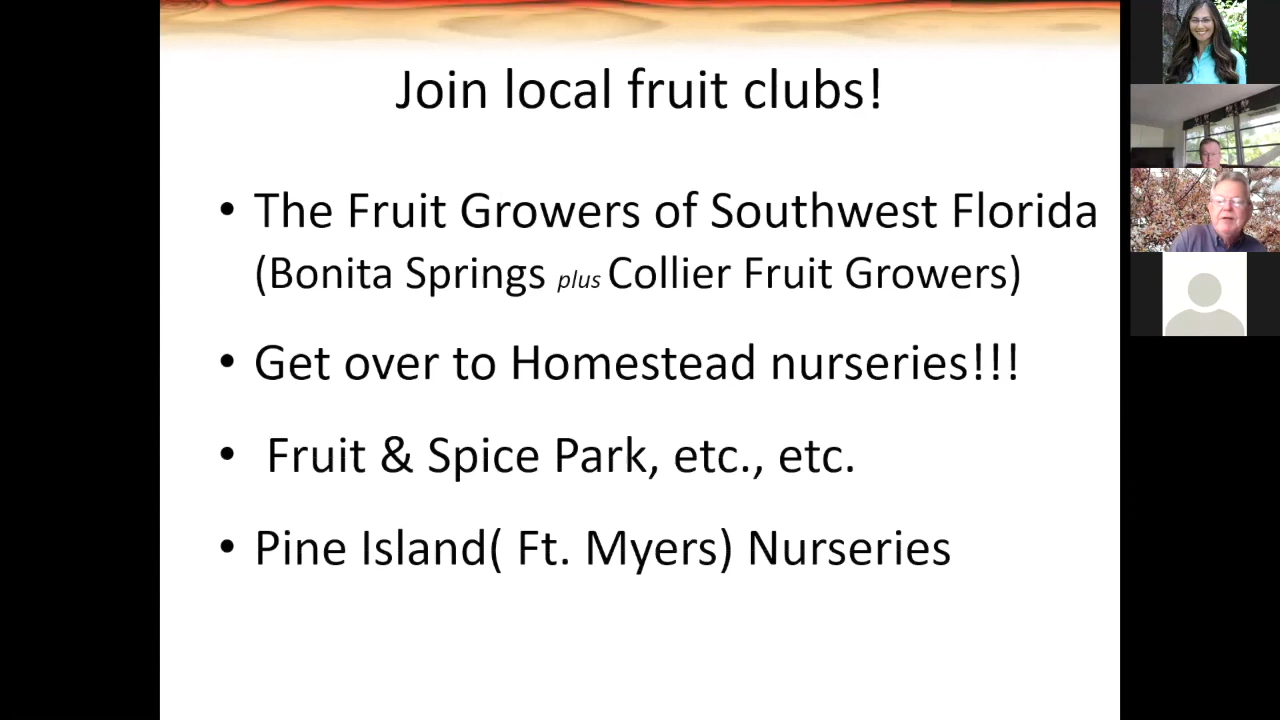 Join local fruit clubs!
• The Fruit Growers of Southwest Florida
(Bonita Springs plus Collier Fruit Growers)
• Get over to Homestead nurseries!!!
• Fruit & Spice Park, etc., etc.
• Pine Island( Ft. Myers) Nurseries